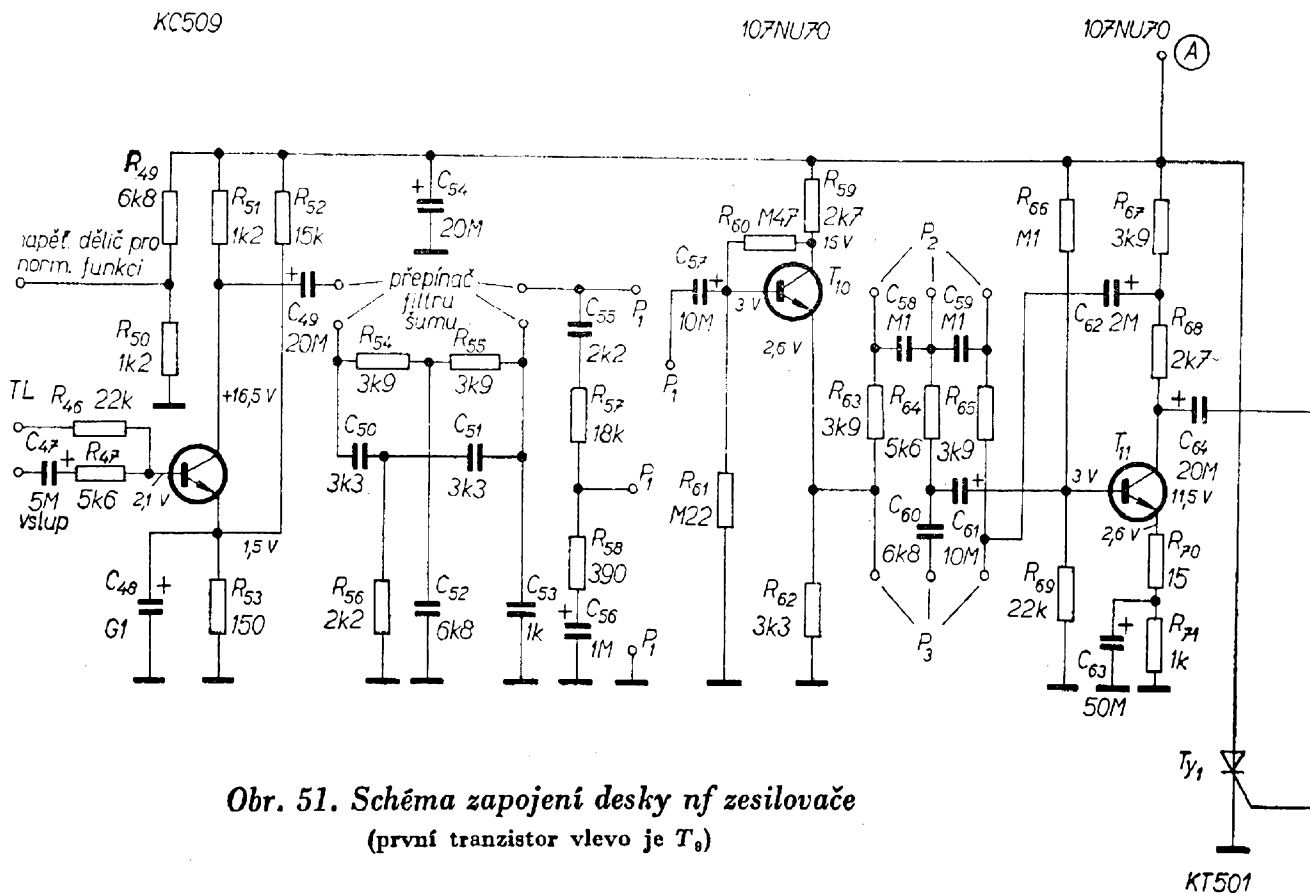 KC509
107NU70
107NU70
A
R49
6k8
R51
1k2
R52
15k
+
C54
20M
R59
2k7
R60
M47
15 V
R66
M1
R67
3k9
napěť. dělič pro
norm. funkci
+
C49
20M
přepínač
filtru
šumu
P1
C57
+
10M
3 V
T10
P2
C58
M1
C59
M1
C62
+
2M
R50
1k2
R54
3k9
R55
3k9
C55
2k2
2,6 V
P1
R68
2k7
TL
R46
22k
+16,5 V
C47
+
R47
5M
5k6
2,1 V
vslup
C50
3k3
C51
3k3
R57
18k
R63
3k9
R64
5k6
R65
3k9
+
C64
20M
T11
3 V
11,5 V
P1
R61
M22
C60
6k8
C61
+
10M
2,6 V
1,5 V
C48
+
G1
R53
150
R56
2k2
C52
6k8
C53
1k
R58
390
+
C56
1M
P1
R62
3k3
P3
R69
22k
R70
15
C63
+
50M
R71
1k
Ty1
Obr. 51. Schéma zapojení desky nf zesilovače
(první tranzistor vlevo je T9)
KT501